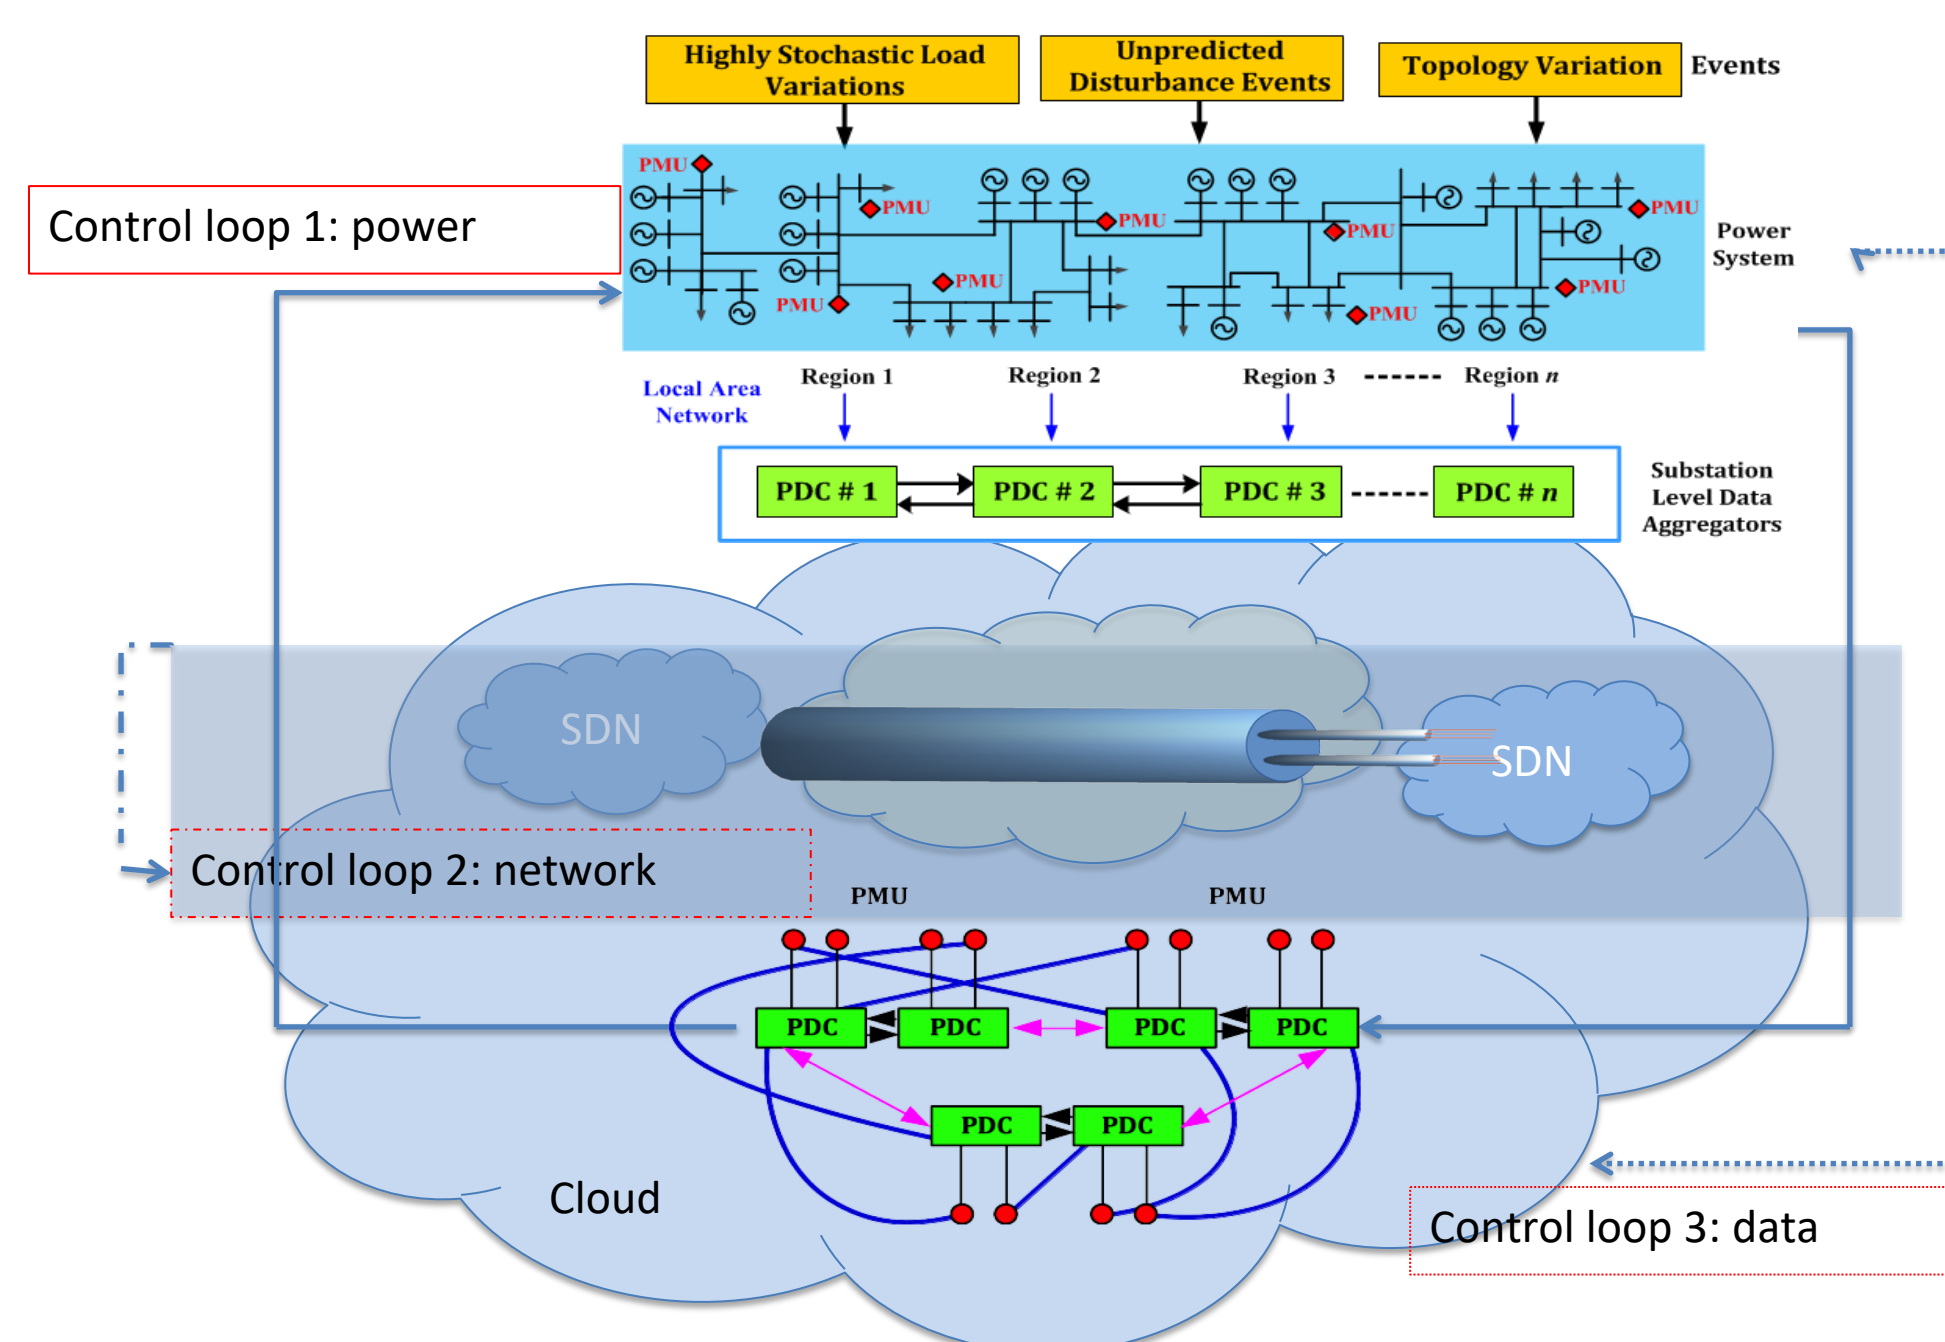 Highly Stochastic Load
Variations
Unpredicted
Disturbance Events
Topology Variation
Events
Control loop 1: power
PMU
PMU
PMU
PMU
PMU
PMU
PMU
PMU
PMU
PMU
Power
System
Local Area
Network
Region 1
Region 2
Region 3
Region n
PDC # 1
PDC # 2
PDC # 3
PDC # n
Substation
Level Data
Aggregators
SDN
SDN
Control loop 2: network
PMU
PMU
PDC
PDC
PDC
PDC
PDC
PDC
Cloud
Control loop 3: data